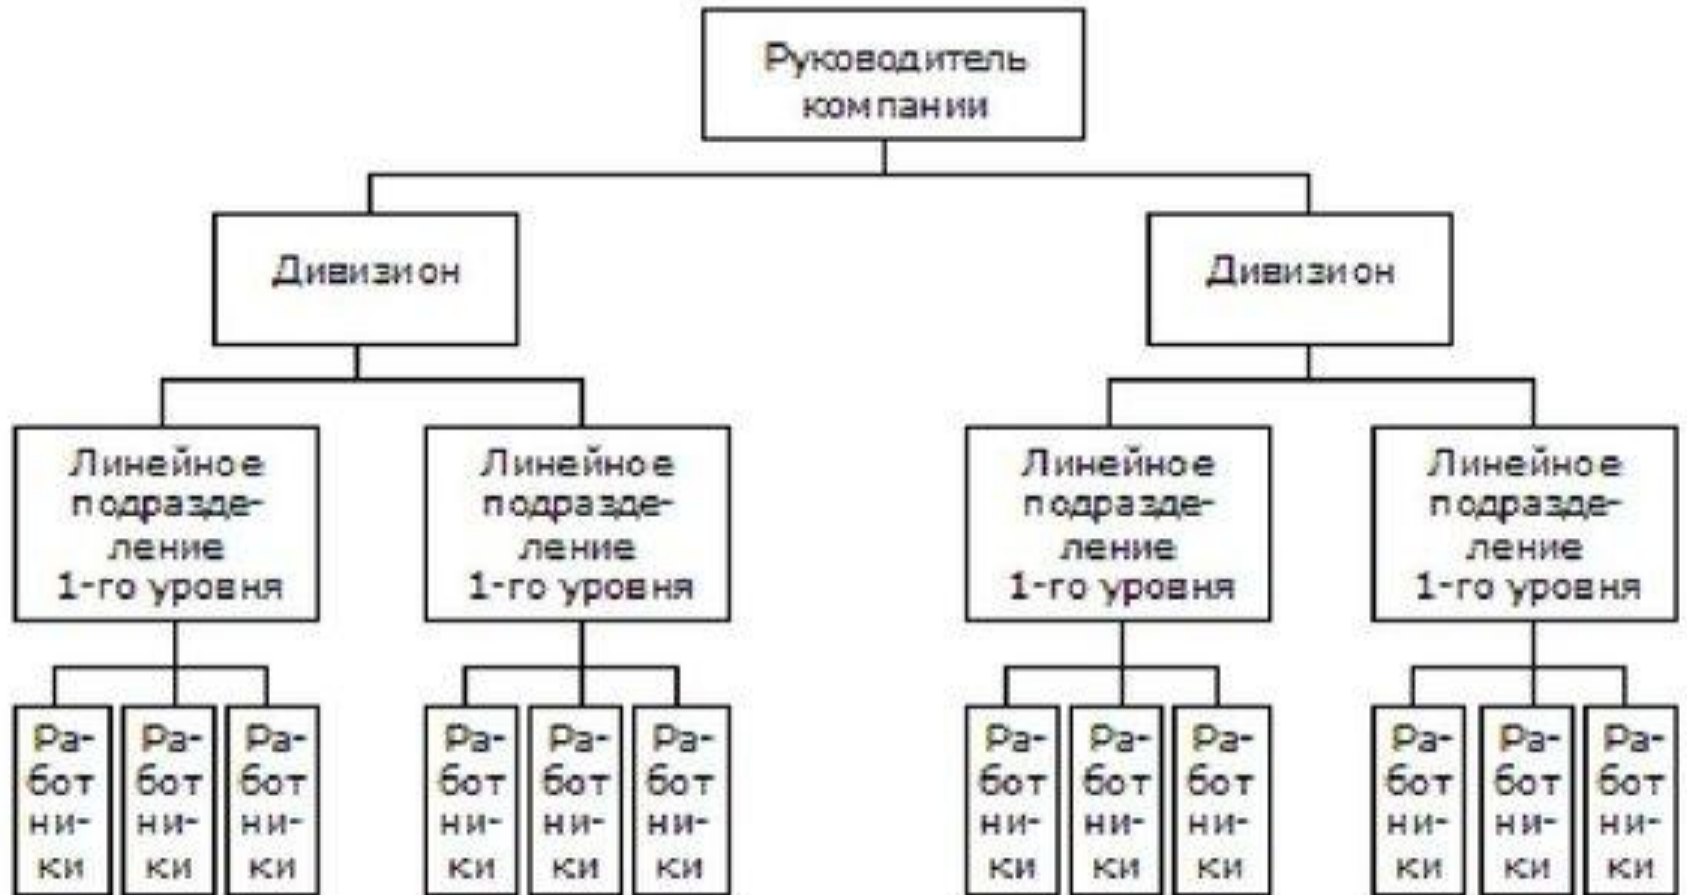 Руководитель
компании
Дивизион
Дивизион
Линейное
подразде-
ление
1-го уровня
Линейное
подразде-
ление
1-го уровня
Линейное
подразде-
ление
1-го уровня
Линейное
подразде-
ление
1-го уровня
Ра-
бот
ни-
ки
Ра-
бот
ни-
ки
Ра-
бот
ни-
ки
Ра-
бот
ни-
ки
Ра-
бот
ни-
ки
Ра-
бот
ни-
ки
Ра-
бот
ни-
ки
Ра-
бот
ни-
ки
Ра-
бот
ни-
ки
Ра-
бот
ни-
ки
Ра-
бот
ни-
ки
Ра-
бот
ни-
ки